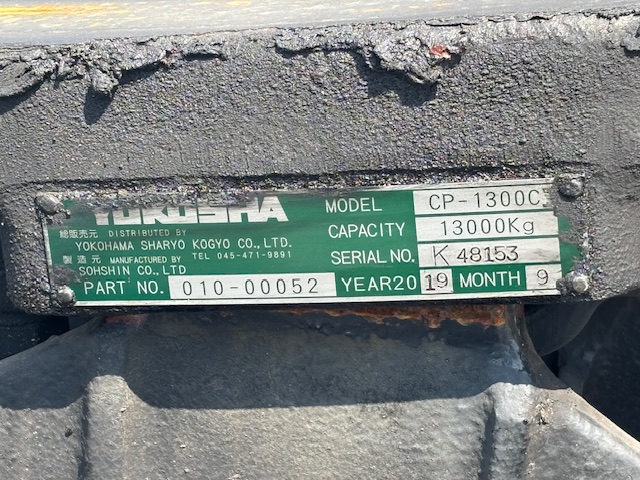 YOKOSHA
総販売元 DISTRIBUTED BY
YOKOHAMA SHARYO KOGYO CO., LTD.
製造元 MANUFACTURED BY TEL 045-471-9891
SOHSHIN CO., LTD
PART NO. 010-00052
MODEL CP-1300C
CAPACITY 13000Kg
SERIAL NO. K 48153
YEAR20 19 MONTH 9